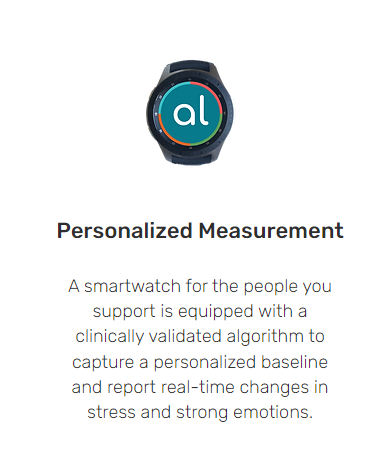 al
Personalized Measurement
A smartwatch for the people you
support is equipped with a
clinically validated algorithm to
capture a personalized baseline
and report real-time changes in
stress and strong emotions.